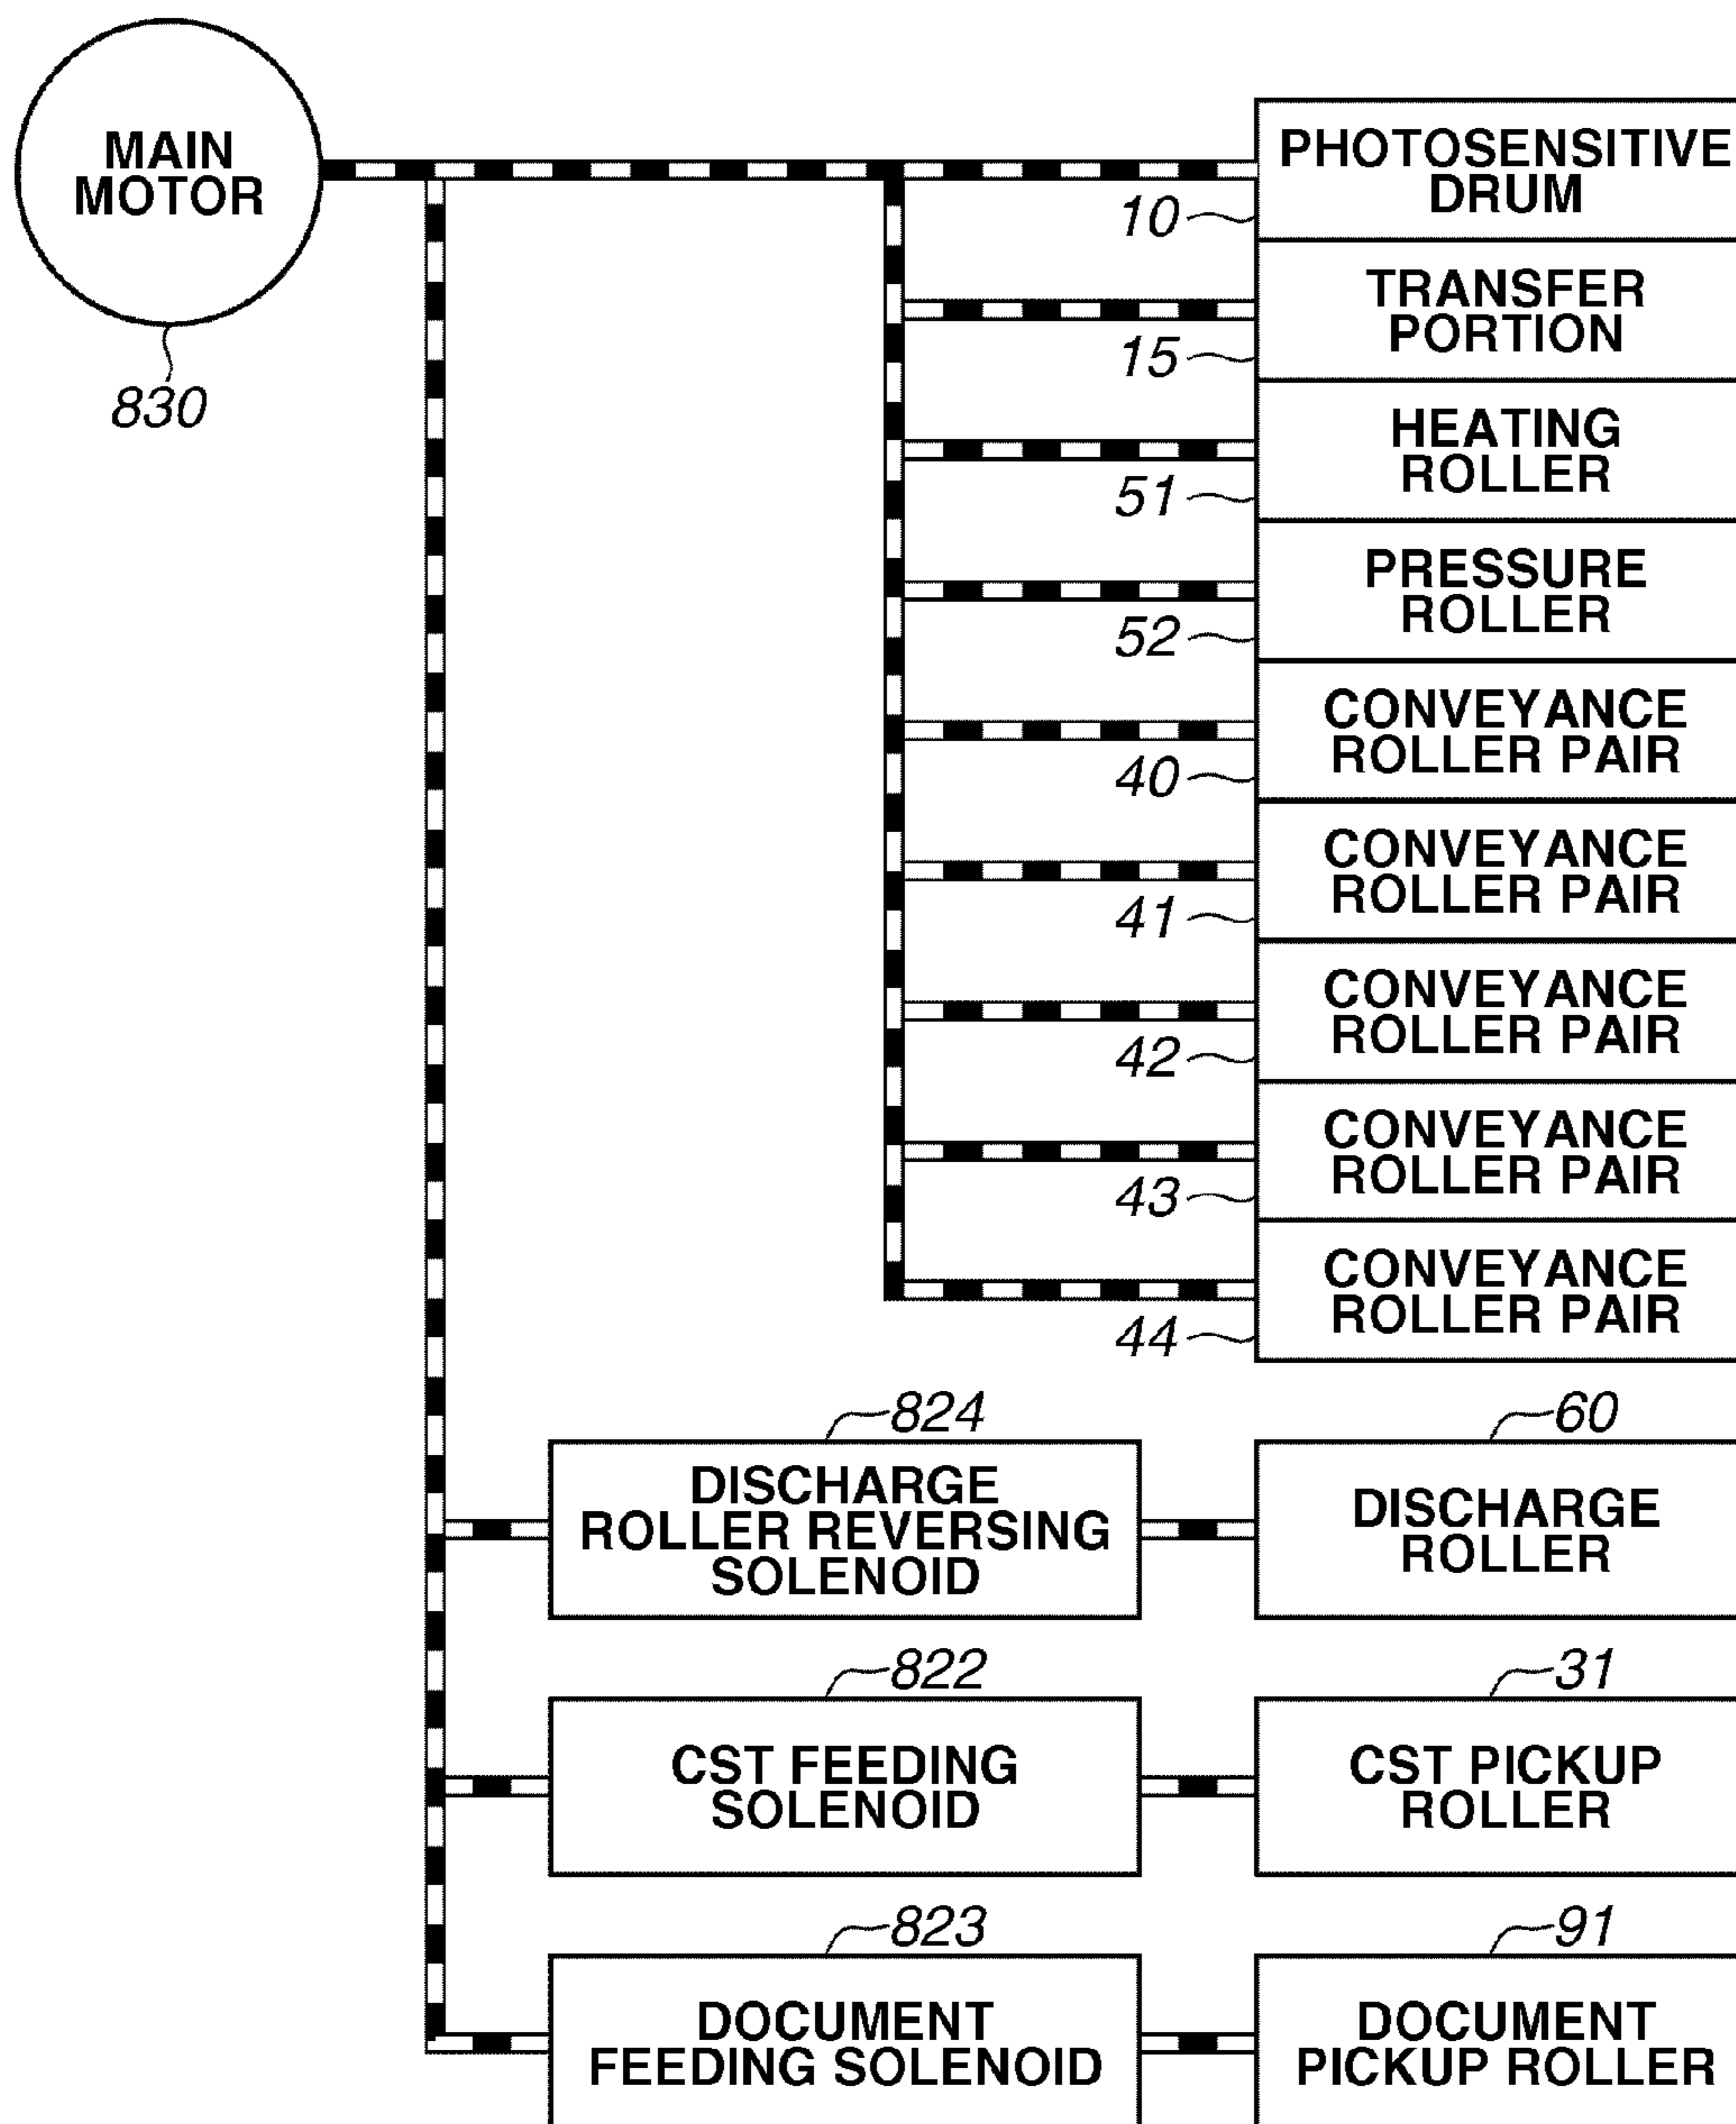 MAIN
MOTOR
830
PHOTOSENSITIVE
DRUM
10
TRANSFER
PORTION
15
HEATING
ROLLER
51
PRESSURE
ROLLER
52
CONVEYANCE
ROLLER PAIR
40
CONVEYANCE
ROLLER PAIR
41
CONVEYANCE
ROLLER PAIR
42
CONVEYANCE
ROLLER PAIR
43
CONVEYANCE
ROLLER PAIR
44
824
DISCHARGE
ROLLER REVERSING
SOLENOID
60
DISCHARGE
ROLLER
822
CST FEEDING
SOLENOID
31
CST PICKUP
ROLLER
823
DOCUMENT
FEEDING SOLENOID
91
DOCUMENT
PICKUP ROLLER